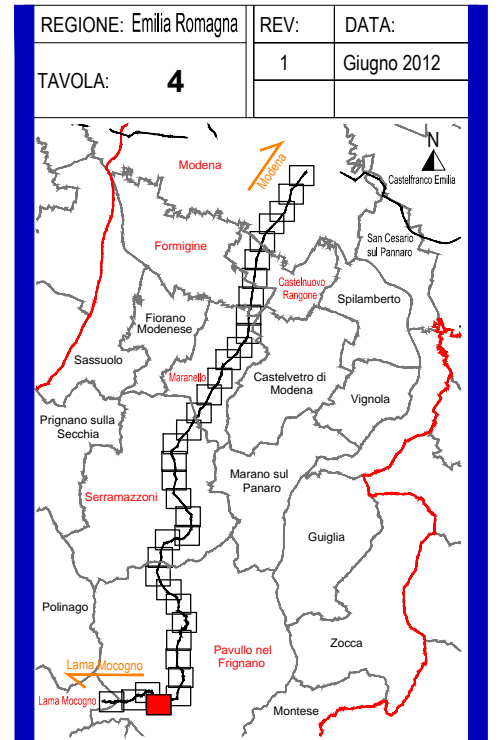 REGIONE: Emilia Romagna
REV:
DATA:
TAVOLA: 4
1
Giugno 2012
N
Modena
Modena
Castelfranco Emilia
San Cesario
sul Pannaro
Formigine
Castelnuovo
Rangone
Spilamberto
Fiorano
Modenese
Sassuolo
Maranello
Castelvetro di
Modena
Vignola
Prignano sulla
Secchia
Marano sul
Panaro
Serramazzoni
Guiglia
Polinago
Pavullo nel
Frignano
Zocca
Lama Mocogno
Lama Mocogno
Montese